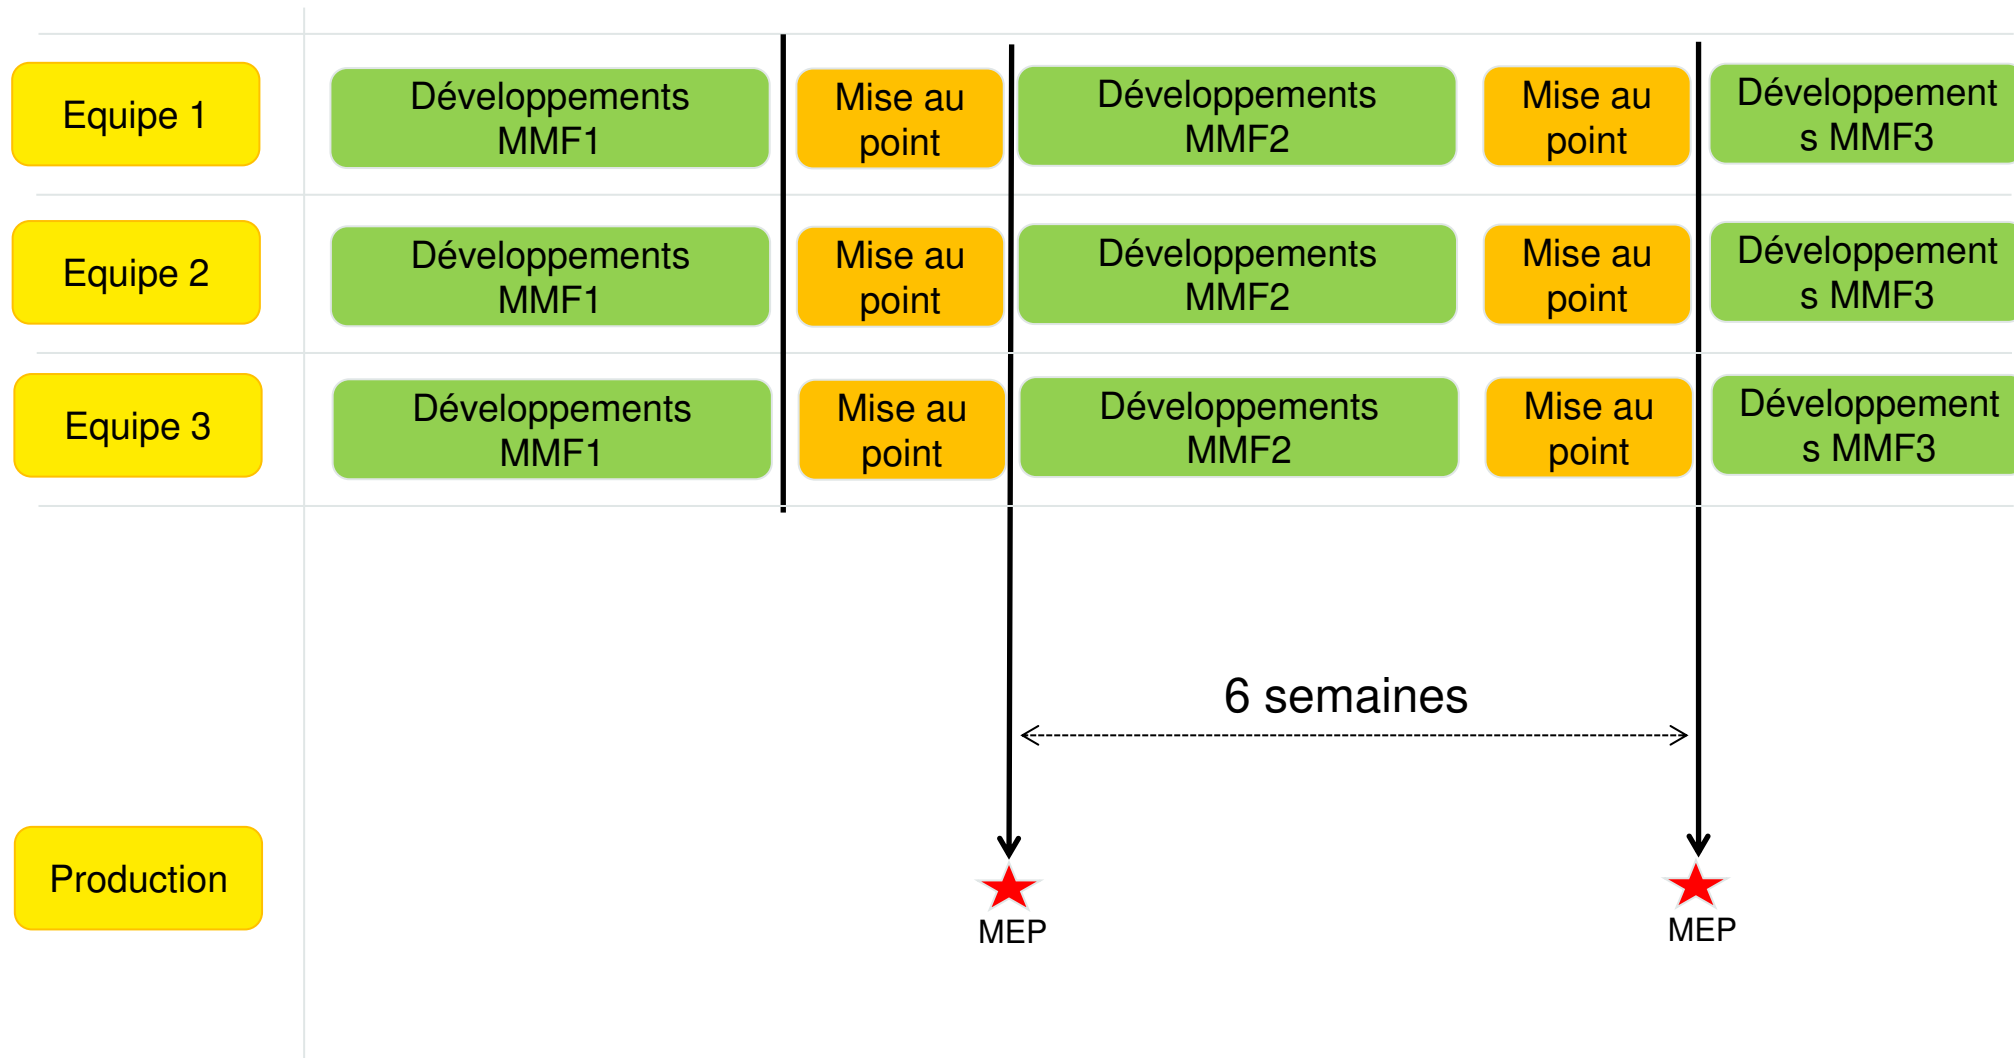 Equipe 1
Développements
MMF1
Mise au
point
Développements
MMF2
Mise au
point
Développement
s MMF3
Equipe 2
Développements
MMF1
Mise au
point
Développements
MMF2
Mise au
point
Développement
s MMF3
Equipe 3
Développements
MMF1
Mise au
point
Développements
MMF2
Mise au
point
Développement
s MMF3
6 semaines
Production
MEP
MEP